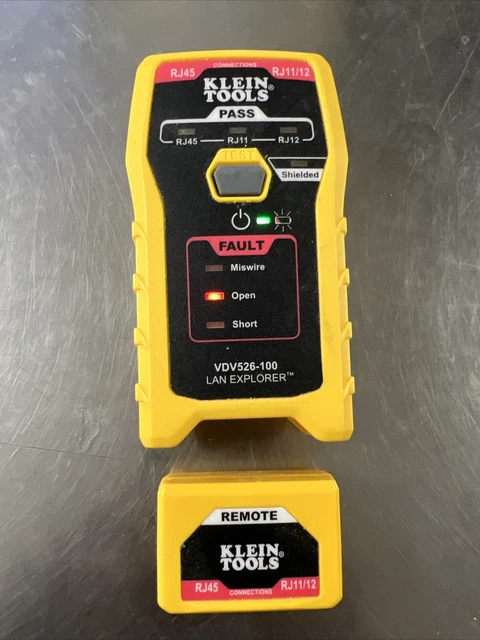 CONNECTIONS
RJ45 RJ11/12
KLEIN
TOOLS®
PASS
RJ45 RJ11 RJ12
TEST
Shielded
FAULT
Miswire
Open
Short
VDV526-100
LAN EXPLORER™
REMOTE
KLEIN
TOOLS®
RJ45 RJ11/12
CONNECTIONS